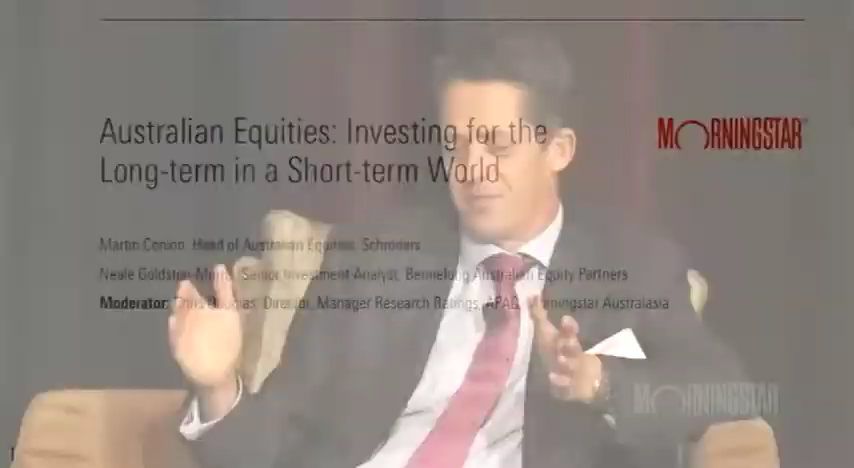 Australian Equities: Investing for the
MORNINGSTAR
Long-term in a Short-term World
Martin Conlon, Head of Australian Equities, Schroders
Neale Goldston-Morris, Senior Investment Analyst, Bennelong Australian Equity Partners
Moderator: Chris Douglas, Director, Manager Research Ratings, APAC, Morningstar Australasia
MORNINGSTAR